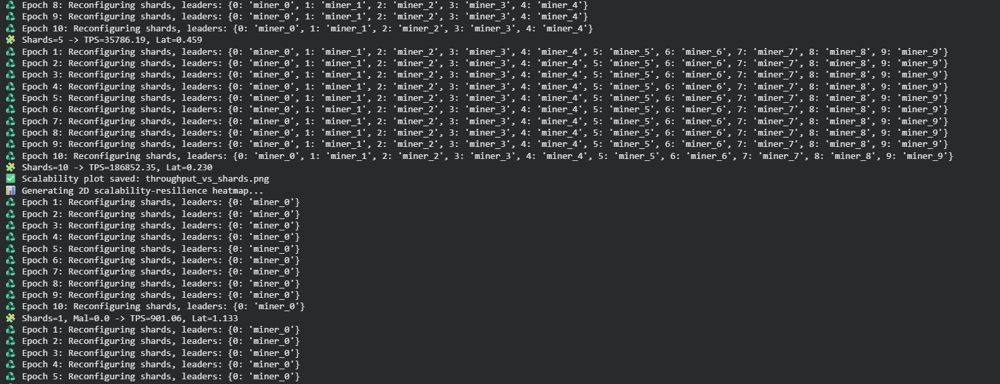 ♻️ Epoch 8: Reconfiguring shards, leaders: {0: 'miner_0', 1: 'miner_1', 2: 'miner_2', 3: 'miner_3', 4: 'miner_4'}
♻️ Epoch 9: Reconfiguring shards, leaders: {0: 'miner_0', 1: 'miner_1', 2: 'miner_2', 3: 'miner_3', 4: 'miner_4'}
♻️ Epoch 10: Reconfiguring shards, leaders: {0: 'miner_0', 1: 'miner_1', 2: 'miner_2', 3: 'miner_3', 4: 'miner_4'}
🧩 Shards=5 -> TPS=35786.19, Lat=0.459
♻️ Epoch 1: Reconfiguring shards, leaders: {0: 'miner_0', 1: 'miner_1', 2: 'miner_2', 3: 'miner_3', 4: 'miner_4', 5: 'miner_5', 6: 'miner_6', 7: 'miner_7', 8: 'miner_8', 9: 'miner_9'}
♻️ Epoch 2: Reconfiguring shards, leaders: {0: 'miner_0', 1: 'miner_1', 2: 'miner_2', 3: 'miner_3', 4: 'miner_4', 5: 'miner_5', 6: 'miner_6', 7: 'miner_7', 8: 'miner_8', 9: 'miner_9'}
♻️ Epoch 3: Reconfiguring shards, leaders: {0: 'miner_0', 1: 'miner_1', 2: 'miner_2', 3: 'miner_3', 4: 'miner_4', 5: 'miner_5', 6: 'miner_6', 7: 'miner_7', 8: 'miner_8', 9: 'miner_9'}
♻️ Epoch 4: Reconfiguring shards, leaders: {0: 'miner_0', 1: 'miner_1', 2: 'miner_2', 3: 'miner_3', 4: 'miner_4', 5: 'miner_5', 6: 'miner_6', 7: 'miner_7', 8: 'miner_8', 9: 'miner_9'}
♻️ Epoch 5: Reconfiguring shards, leaders: {0: 'miner_0', 1: 'miner_1', 2: 'miner_2', 3: 'miner_3', 4: 'miner_4', 5: 'miner_5', 6: 'miner_6', 7: 'miner_7', 8: 'miner_8', 9: 'miner_9'}
♻️ Epoch 6: Reconfiguring shards, leaders: {0: 'miner_0', 1: 'miner_1', 2: 'miner_2', 3: 'miner_3', 4: 'miner_4', 5: 'miner_5', 6: 'miner_6', 7: 'miner_7', 8: 'miner_8', 9: 'miner_9'}
♻️ Epoch 7: Reconfiguring shards, leaders: {0: 'miner_0', 1: 'miner_1', 2: 'miner_2', 3: 'miner_3', 4: 'miner_4', 5: 'miner_5', 6: 'miner_6', 7: 'miner_7', 8: 'miner_8', 9: 'miner_9'}
♻️ Epoch 8: Reconfiguring shards, leaders: {0: 'miner_0', 1: 'miner_1', 2: 'miner_2', 3: 'miner_3', 4: 'miner_4', 5: 'miner_5', 6: 'miner_6', 7: 'miner_7', 8: 'miner_8', 9: 'miner_9'}
♻️ Epoch 9: Reconfiguring shards, leaders: {0: 'miner_0', 1: 'miner_1', 2: 'miner_2', 3: 'miner_3', 4: 'miner_4', 5: 'miner_5', 6: 'miner_6', 7: 'miner_7', 8: 'miner_8', 9: 'miner_9'}
♻️ Epoch 10: Reconfiguring shards, leaders: {0: 'miner_0', 1: 'miner_1', 2: 'miner_2', 3: 'miner_3', 4: 'miner_4', 5: 'miner_5', 6: 'miner_6', 7: 'miner_7', 8: 'miner_8', 9: 'miner_9'}
🧩 Shards=10 -> TPS=186852.35, Lat=0.230
✅ Scalability plot saved: throughput_vs_shards.png
📊 Generating 2D scalability-resilience heatmap...
♻️ Epoch 1: Reconfiguring shards, leaders: {0: 'miner_0'}
♻️ Epoch 2: Reconfiguring shards, leaders: {0: 'miner_0'}
♻️ Epoch 3: Reconfiguring shards, leaders: {0: 'miner_0'}
♻️ Epoch 4: Reconfiguring shards, leaders: {0: 'miner_0'}
♻️ Epoch 5: Reconfiguring shards, leaders: {0: 'miner_0'}
♻️ Epoch 6: Reconfiguring shards, leaders: {0: 'miner_0'}
♻️ Epoch 7: Reconfiguring shards, leaders: {0: 'miner_0'}
♻️ Epoch 8: Reconfiguring shards, leaders: {0: 'miner_0'}
♻️ Epoch 9: Reconfiguring shards, leaders: {0: 'miner_0'}
♻️ Epoch 10: Reconfiguring shards, leaders: {0: 'miner_0'}
🧩 Shards=1, Mal=0.0 -> TPS=901.06, Lat=1.133
♻️ Epoch 1: Reconfiguring shards, leaders: {0: 'miner_0'}
♻️ Epoch 2: Reconfiguring shards, leaders: {0: 'miner_0'}
♻️ Epoch 3: Reconfiguring shards, leaders: {0: 'miner_0'}
♻️ Epoch 4: Reconfiguring shards, leaders: {0: 'miner_0'}
♻️ Epoch 5: Reconfiguring shards, leaders: {0: 'miner_0'}